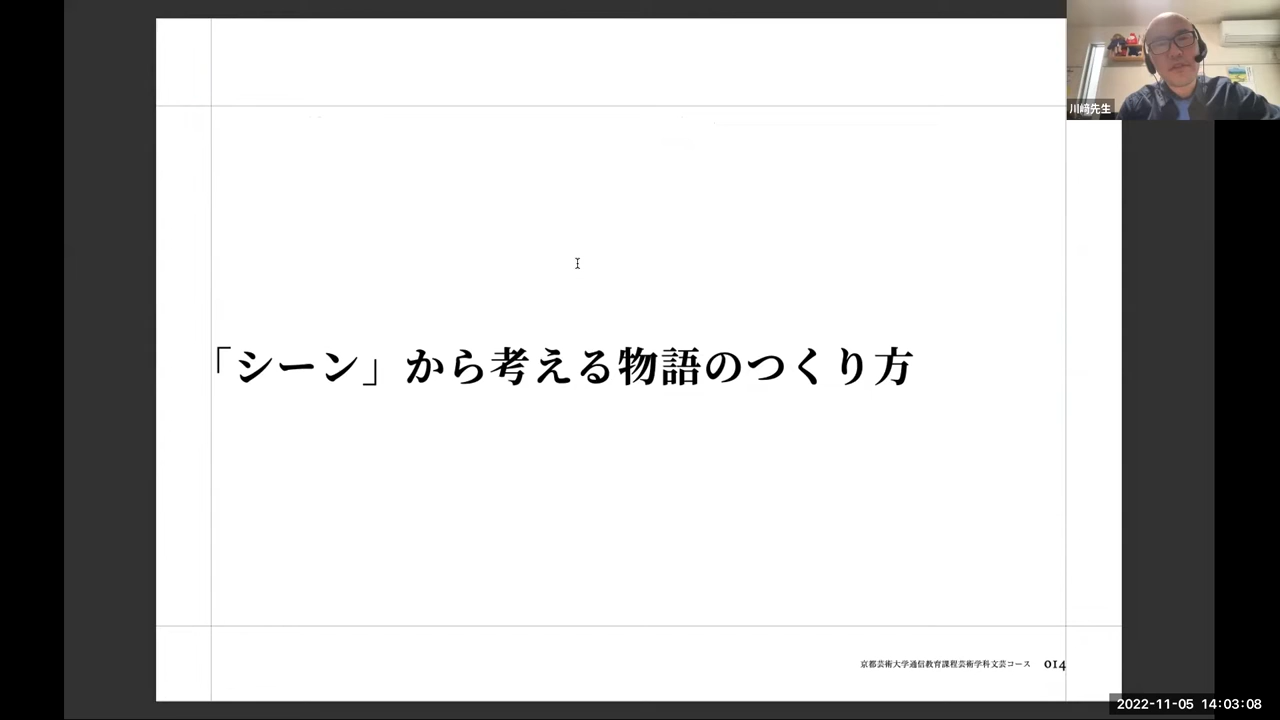 川﨑先生
「シーン」から考える物語のつくり方
京都芸術大学通信教育課程芸術学科文芸コース 014
2022-11-05 14:03:08